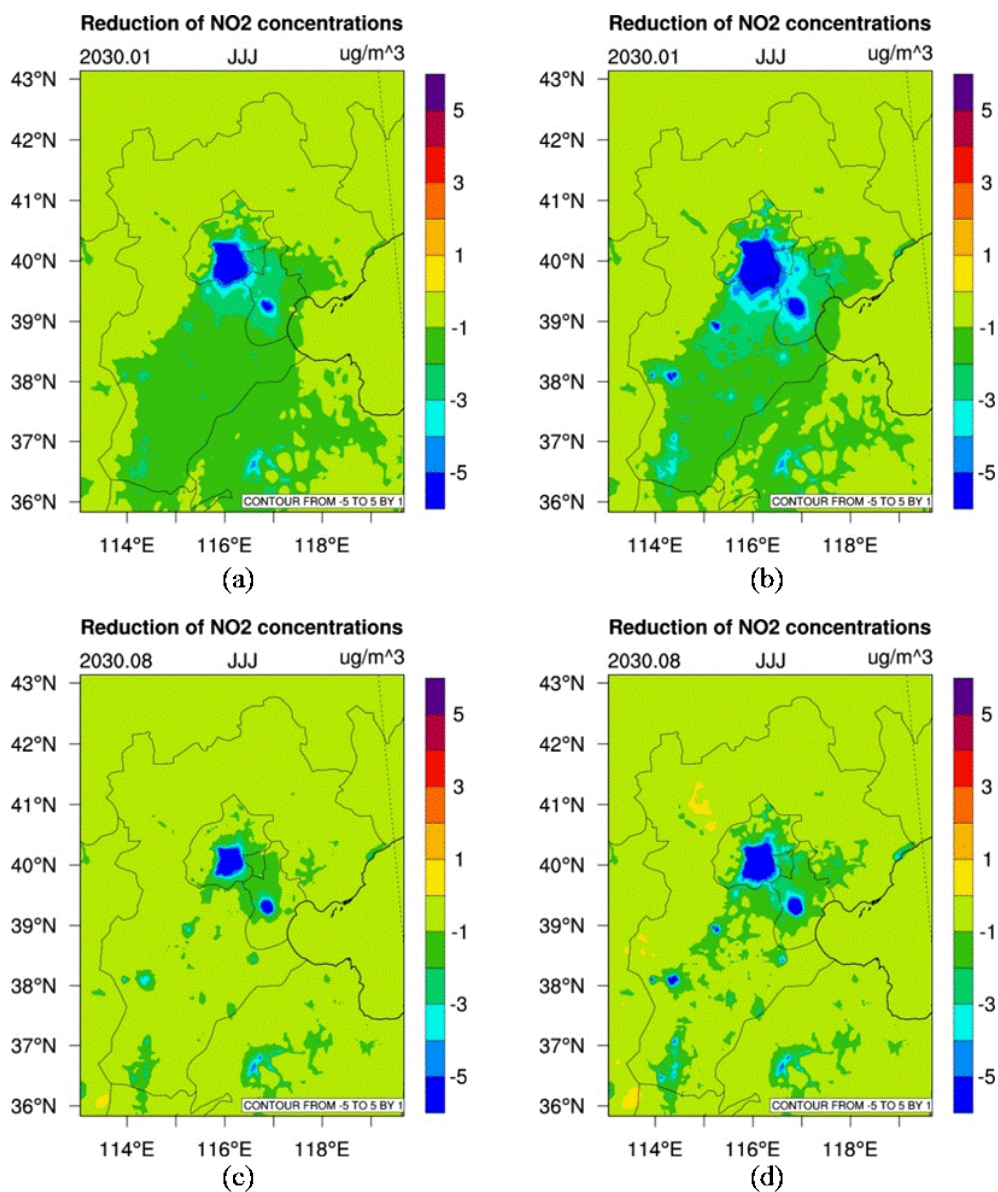 Reduction of NO2 concentrations
2030.01 JJJ ug/m^3
43°N
42°N
41°N
40°N
39°N
38°N
37°N
36°N
5
3
1
-1
-3
-5
CONTOUR FROM -5 TO 5 BY 1
114°E 116°E 118°E
(a)
Reduction of NO2 concentrations
2030.01 JJJ ug/m^3
43°N
42°N
41°N
40°N
39°N
38°N
37°N
36°N
5
3
1
-1
-3
-5
CONTOUR FROM -5 TO 5 BY 1
114°E 116°E 118°E
(b)
Reduction of NO2 concentrations
2030.08 JJJ ug/m^3
43°N
42°N
41°N
40°N
39°N
38°N
37°N
36°N
5
3
1
-1
-3
-5
CONTOUR FROM -5 TO 5 BY 1
114°E 116°E 118°E
(c)
Reduction of NO2 concentrations
2030.08 JJJ ug/m^3
43°N
42°N
41°N
40°N
39°N
38°N
37°N
36°N
5
3
1
-1
-3
-5
CONTOUR FROM -5 TO 5 BY 1
114°E 116°E 118°E
(d)